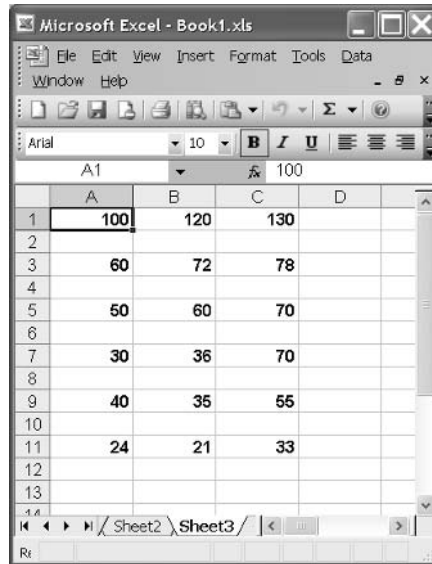 Microsoft Excel - Book1.xls
File Edit View Insert Format Tools Data
Window Help
Arial 10 B I U
A1 fx 100
A B C D
1 100 120 130
2
3 60 72 78
4
5 50 60 70
6
7 30 36 70
8
9 40 35 55
10
11 24 21 33
12
13
14
Sheet2 Sheet3